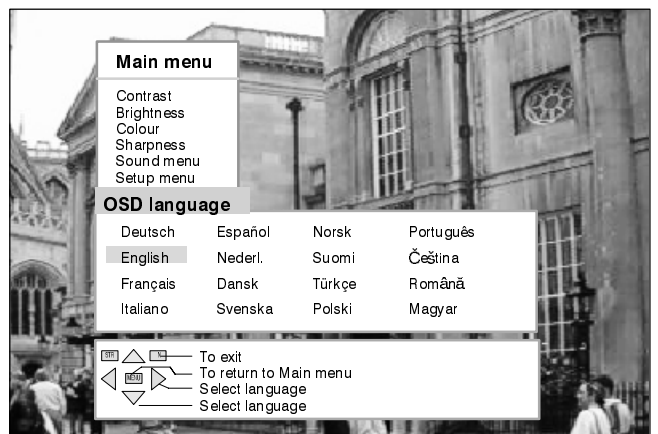 Main menu
Contrast
Brightness
Colour
Sharpness
Sound menu
Setup menu
OSD language
Deutsch Español Norsk Português
English Nederl. Suomi Čeština
Français Dansk Türkçe Română
Italiano Svenska Polski Magyar
STR N To exit
MENU To return to Main menu
Select language
Select language